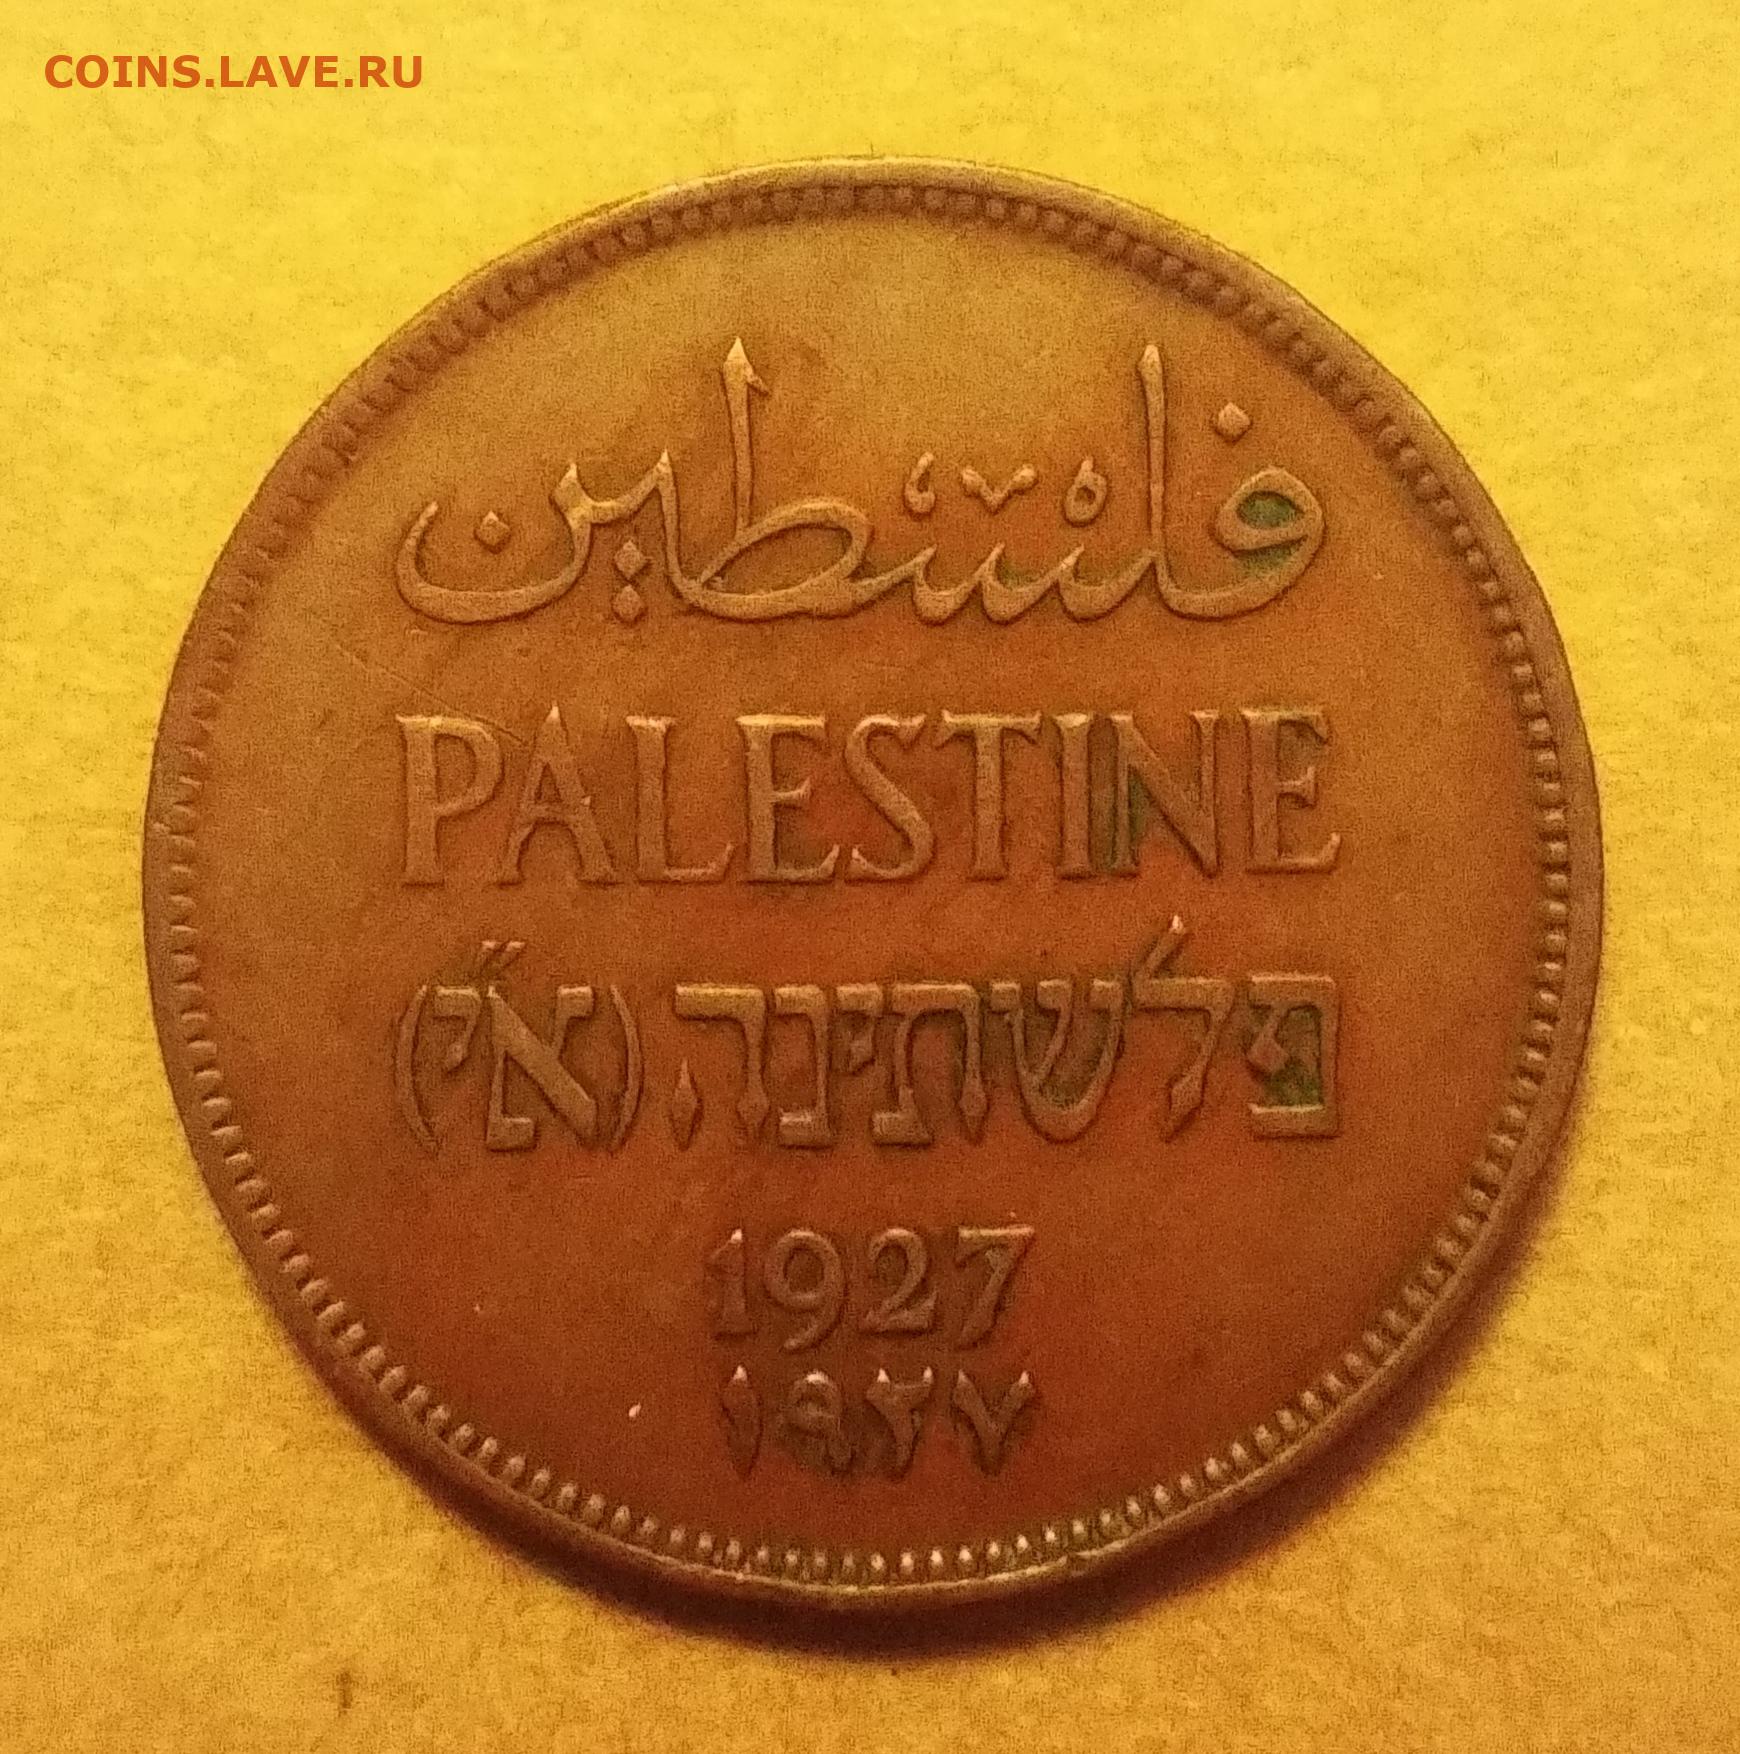 COINS.LAVE.RU
فلسطين
PALESTINE
פלשתינה (א״י)
1927
١٩٢٧